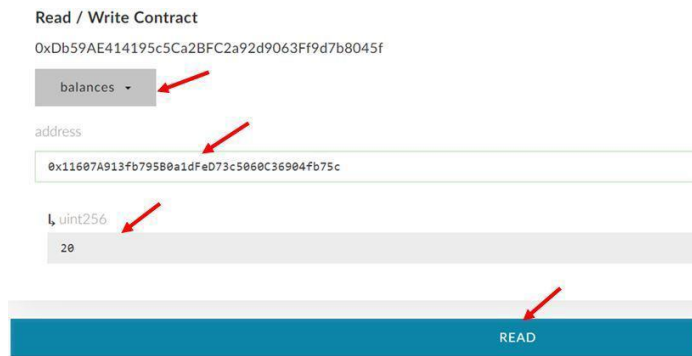 Read / Write Contract
0xDb59AE414195c5Ca2BFC2a92d9063Ff9d7b8045f
balances
address
0x11607A913fb795B0a1dFeD73c5060C36904fb75c
uint256
20
READ